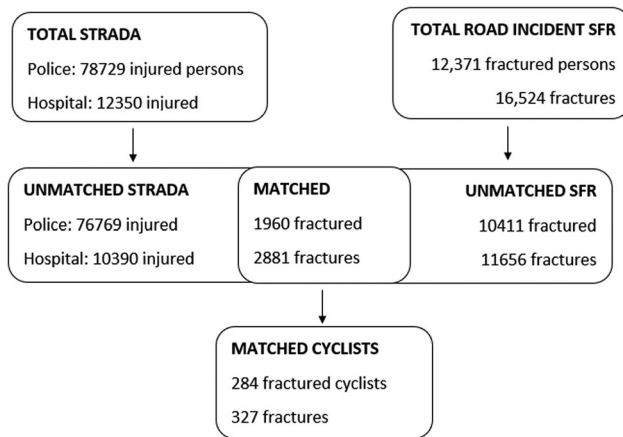 TOTAL STRADA
Police: 78729 injured persons
Hospital: 12350 injured
TOTAL ROAD INCIDENT SFR
12,371 fractured persons
16,524 fractures
UNMATCHED STRADA
Police: 76769 injured
Hospital: 10390 injured
MATCHED
1960 fractured
2881 fractures
UNMATCHED SFR
10411 fractured
11656 fractures
MATCHED CYCLISTS
284 fractured cyclists
327 fractures